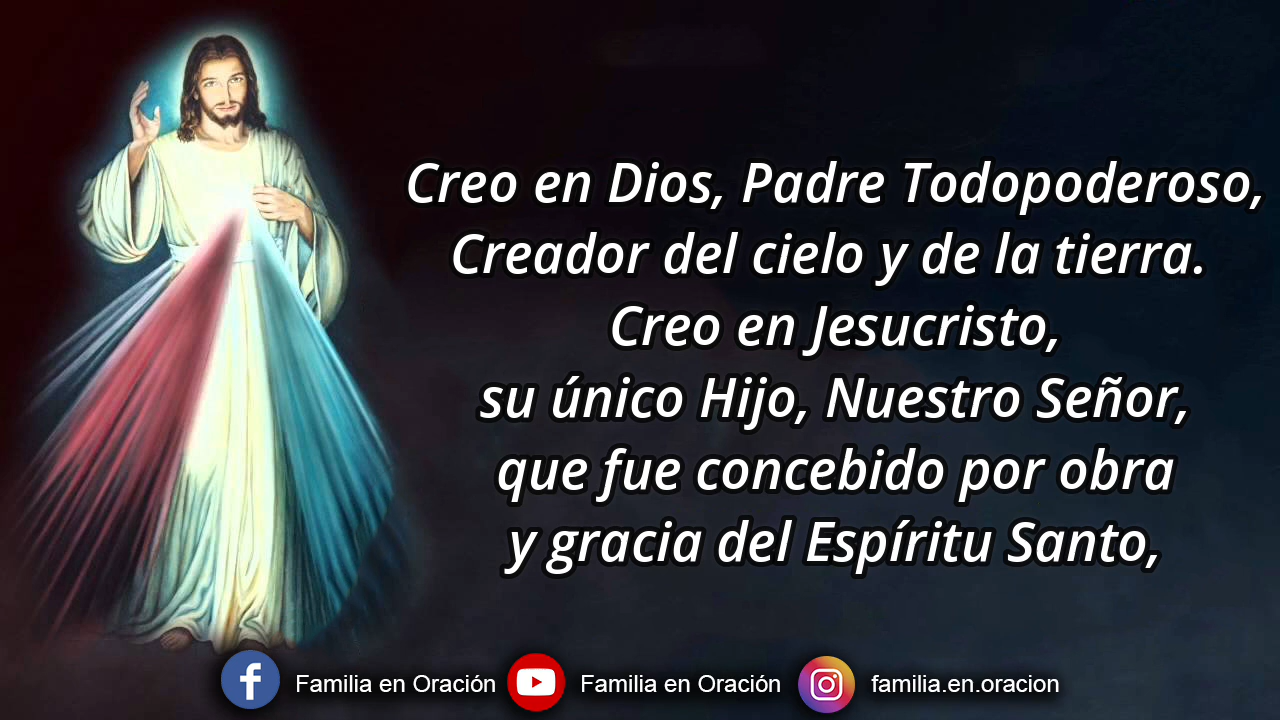 Creo en Dios, Padre Todopoderoso,
Creador del cielo y de la tierra.
Creo en Jesucristo,
su único Hijo, Nuestro Señor,
que fue concebido por obra
y gracia del Espíritu Santo,
Familia en Oración
Familia en Oración
familia.en.oracion